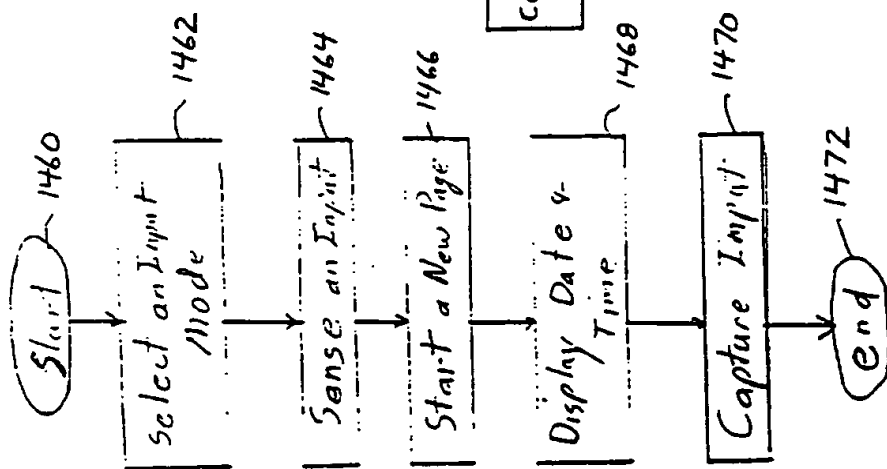 Start
1460
Select an Input
Mode
1462
Sense an Input
1464
Start a New Page
1466
Display Date &
Time
1468
Capture Input
1470
end
1472
Co